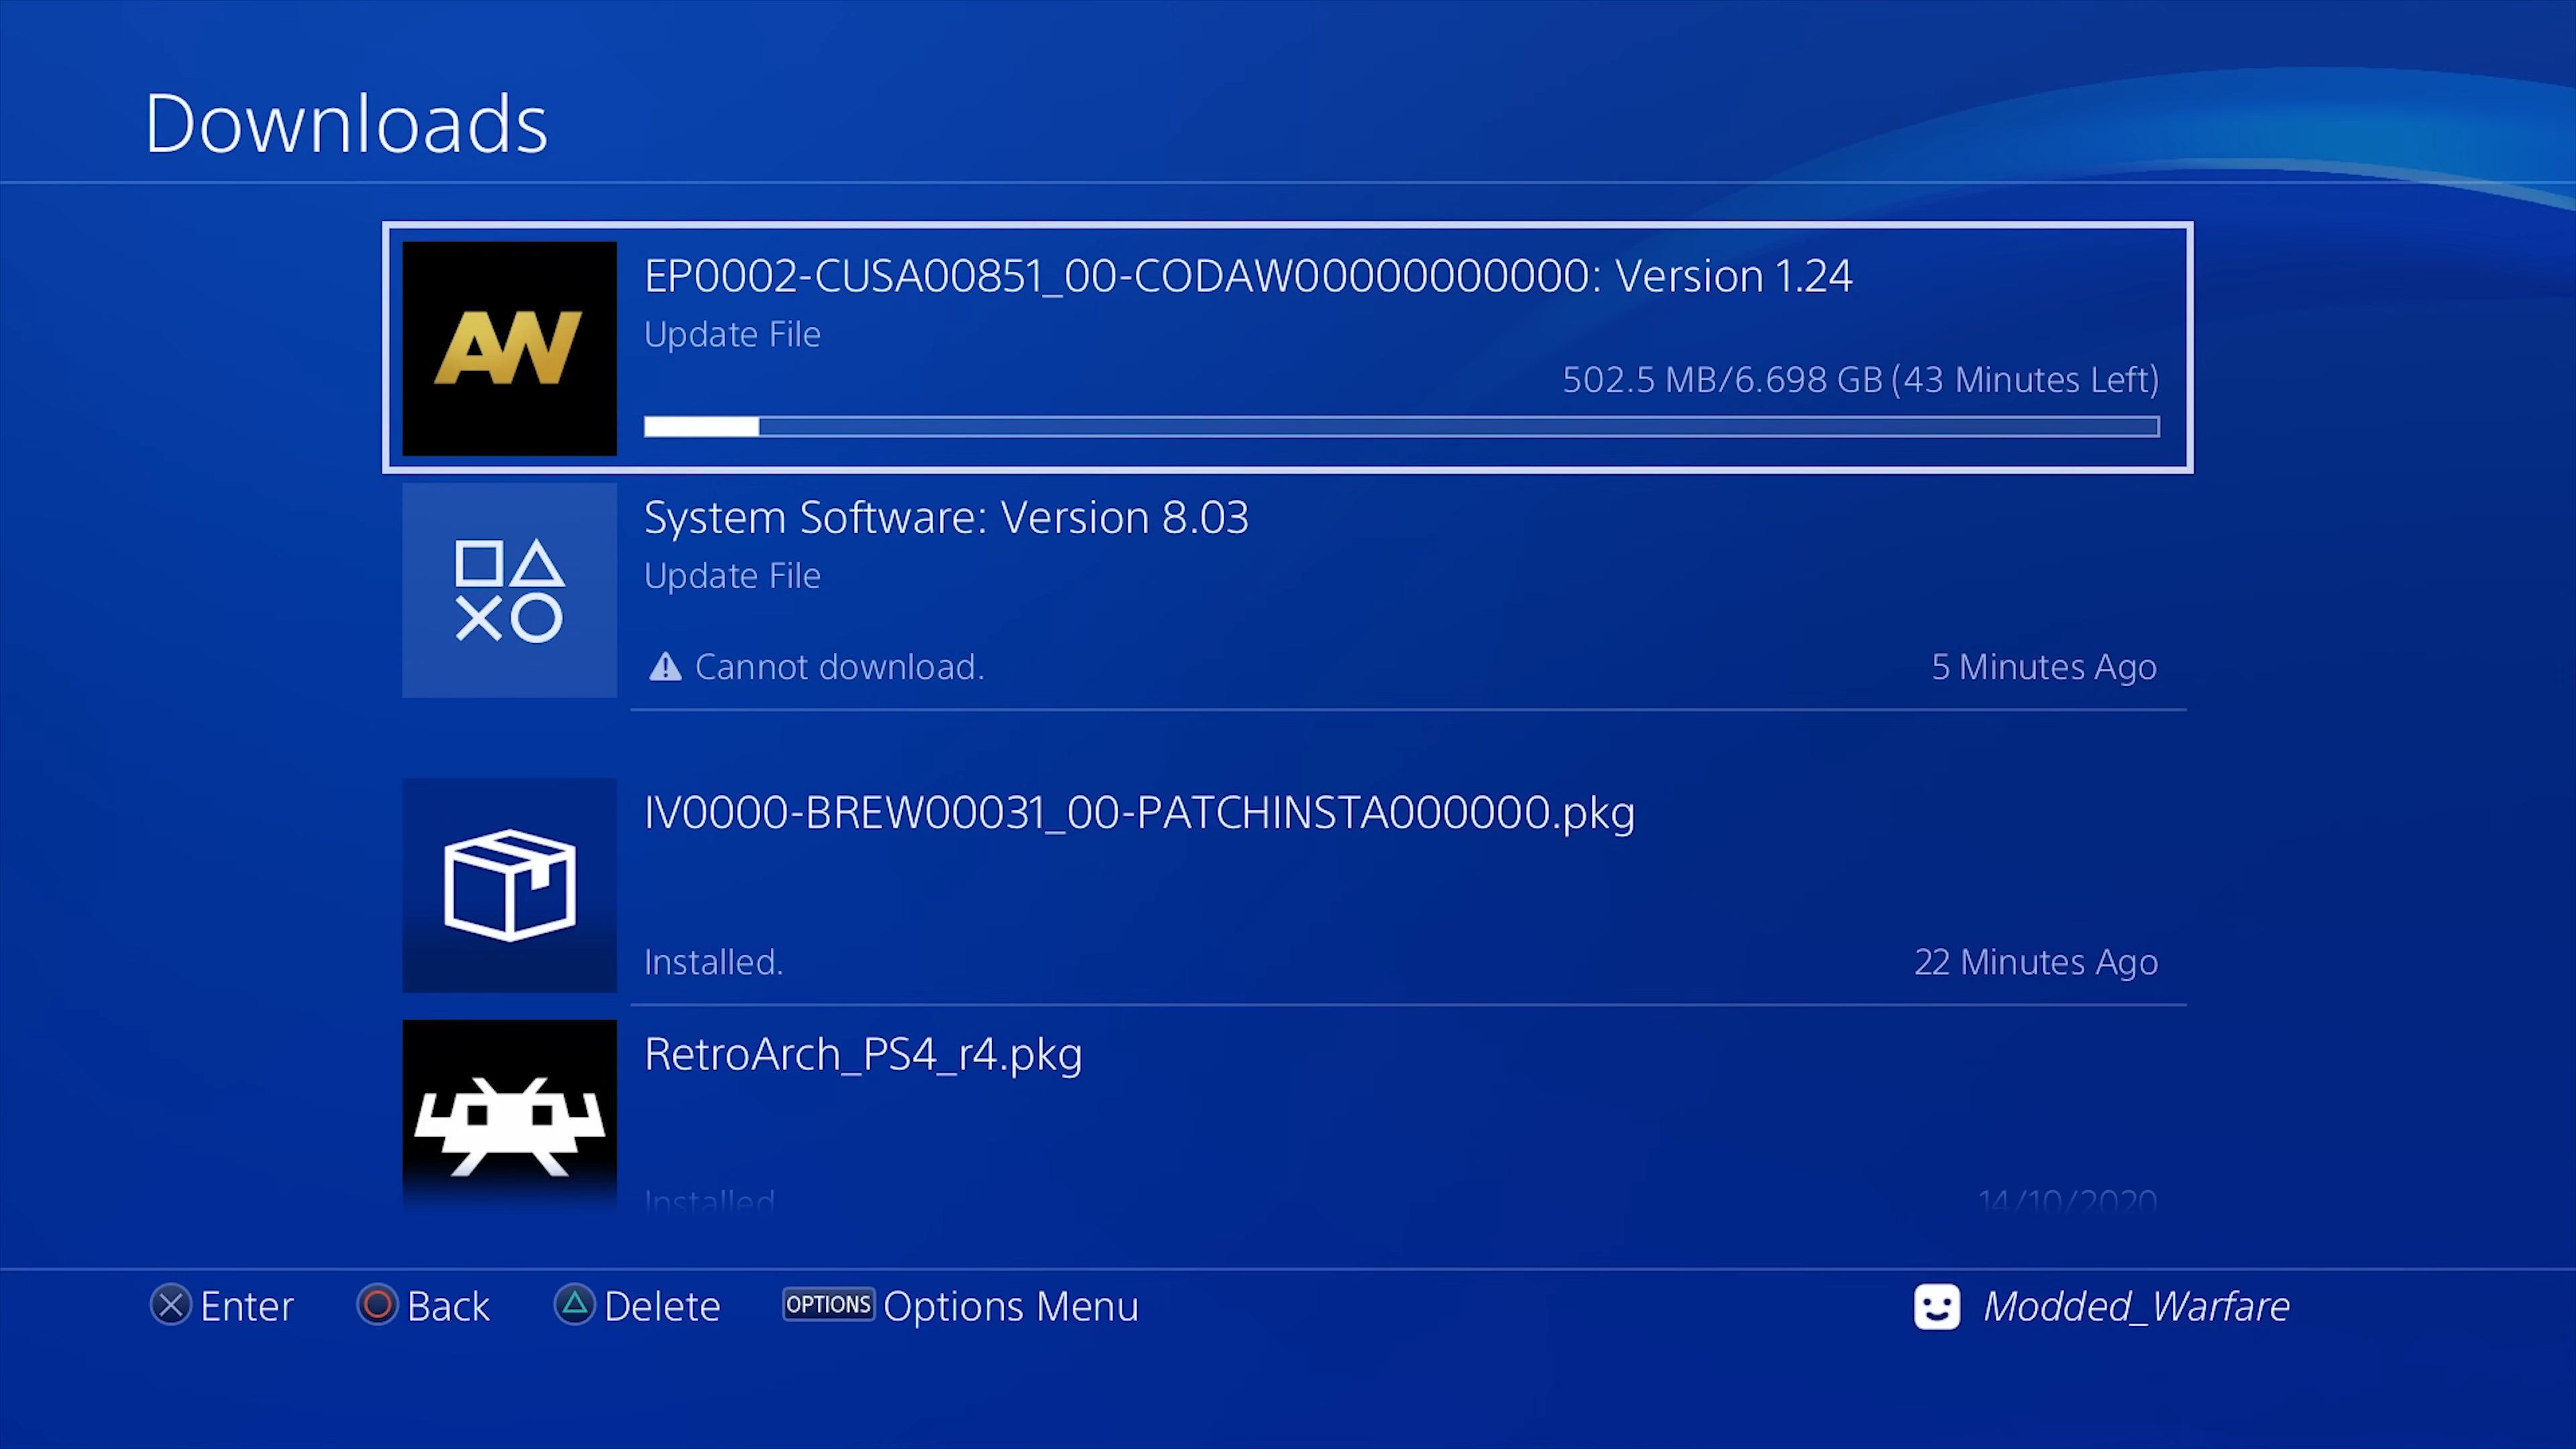 Downloads
AW
EP0002-CUSA00851_00-CODAW00000000000: Version 1.24
Update File
502.5 MB/6.698 GB (43 Minutes Left)
System Software: Version 8.03
Update File
Cannot download.
5 Minutes Ago
IV0000-BREW00031_00-PATCHINSTA000000.pkg
Installed.
22 Minutes Ago
RetroArch_PS4_r4.pkg
Installed
14/10/2020
Enter Back Delete OPTIONS Options Menu Modded_Warfare